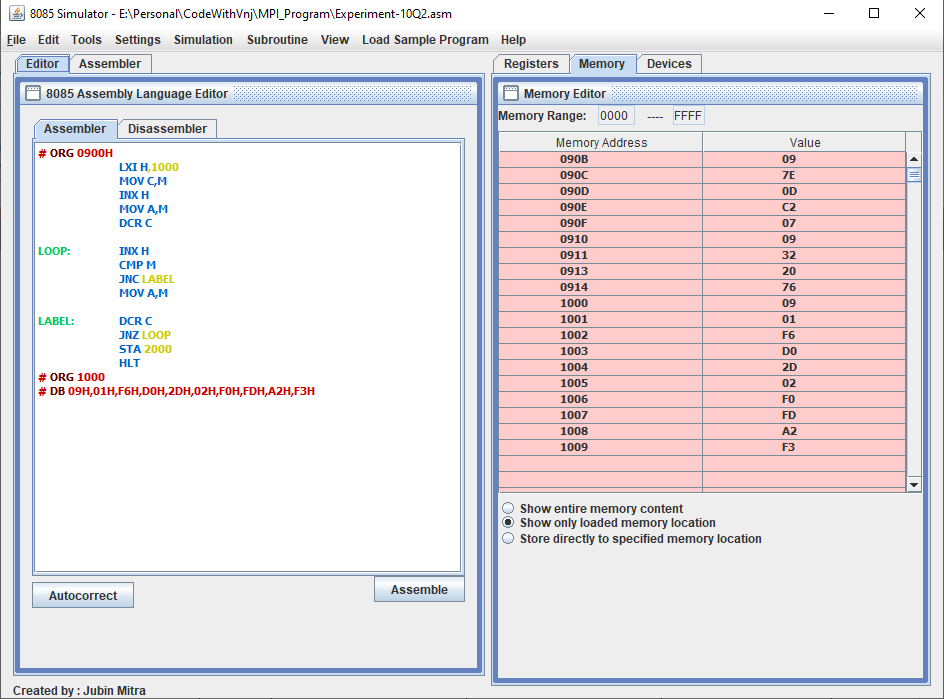 8085 Simulator - E:\Personal\CodeWithVnj\MPI_Program\Experiment-10Q2.asm
File Edit Tools Settings Simulation Subroutine View Load Sample Program Help
Editor Assembler
8085 Assembly Language Editor
Assembler Disassembler
# ORG 0900H
LXI H,1000
MOV C,M
INX H
MOV A,M
DCR C
LOOP: INX H
CMP M
JNC LABEL
MOV A,M
LABEL: DCR C
JNZ LOOP
STA 2000
HLT
# ORG 1000
# DB 09H,01H,F6H,D0H,2DH,02H,F0H,FDH,A2H,F3H
Autocorrect Assemble
Registers Memory Devices
Memory Editor
Memory Range: 0000 ---- FFFF
Memory Address Value
090B 09
090C 7E
090D 0D
090E C2
090F 07
0910 09
0911 32
0913 20
0914 76
1000 09
1001 01
1002 F6
1003 D0
1004 2D
1005 02
1006 F0
1007 FD
1008 A2
1009 F3
Show entire memory content
Show only loaded memory location
Store directly to specified memory location
Created by : Jubin Mitra